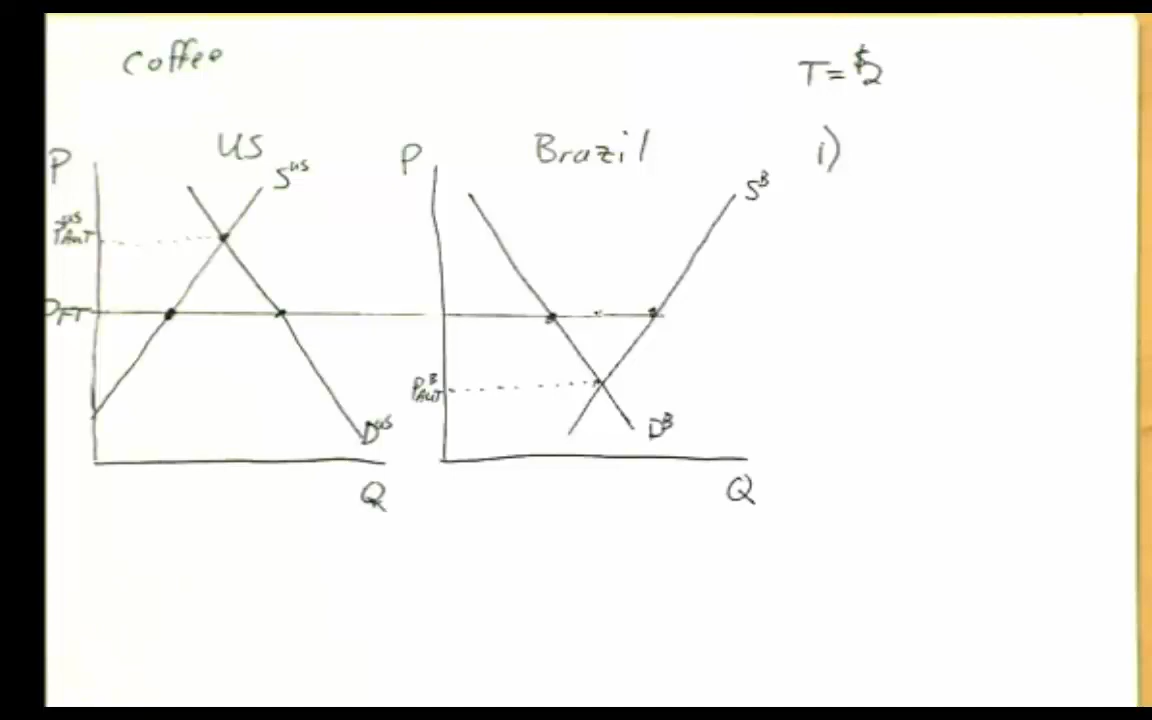 Coffee
T = $2
US
Brazil
i)
P
S^US
P
S^B
P^US_AUT
P_FT
P^B_AUT
D^US
D^B
Q
Q